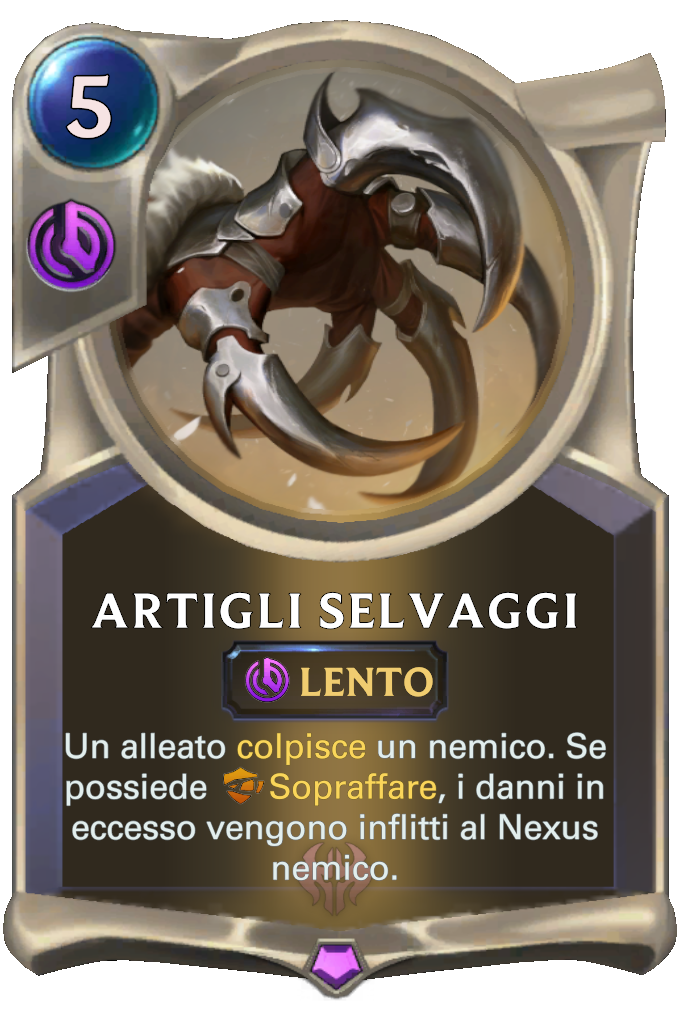 5
ARTIGLI SELVAGGI
LENTO
Un alleato colpisce un nemico. Se
possiede Sopraffare, i danni in
eccesso vengono inflitti al Nexus
nemico.